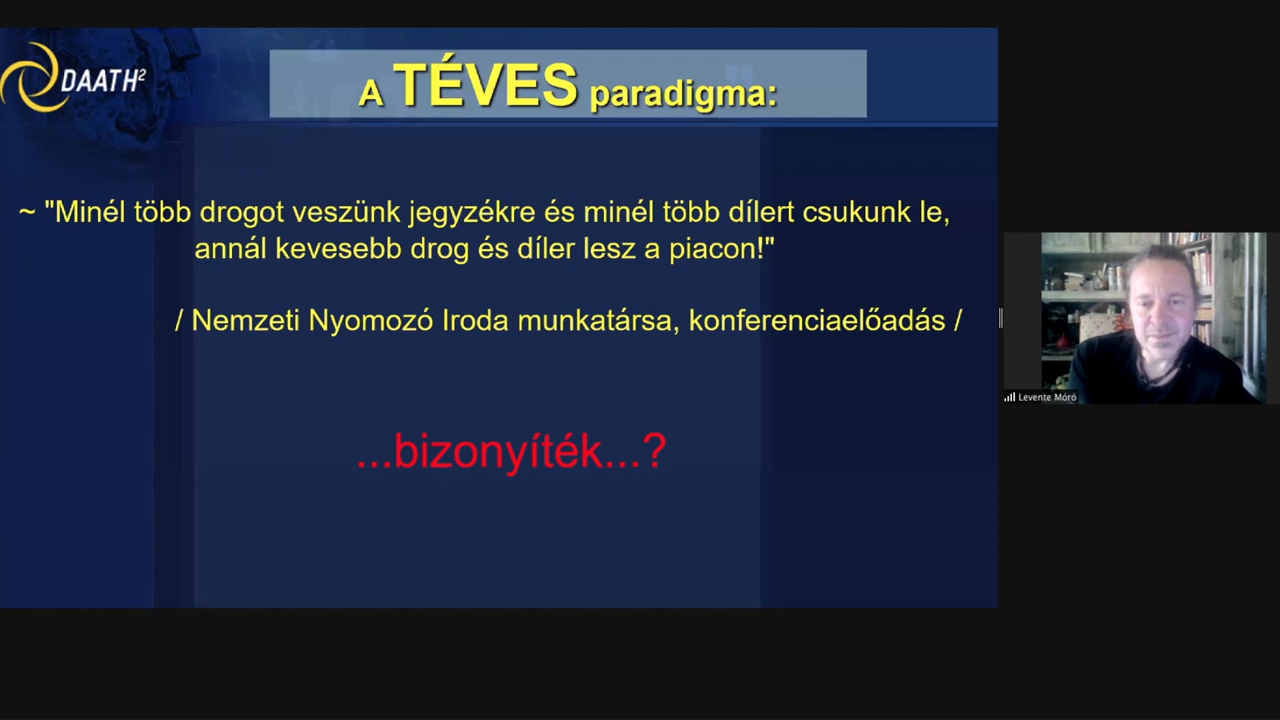 DAATH²
A TÉVES paradigma:
~ "Minél több drogot veszünk jegyzékre és minél több dílert csukunk le,
annál kevesebb drog és díler lesz a piacon!"
/ Nemzeti Nyomozó Iroda munkatársa, konferenciaelőadás /
...bizonyíték...?
Levente Móró